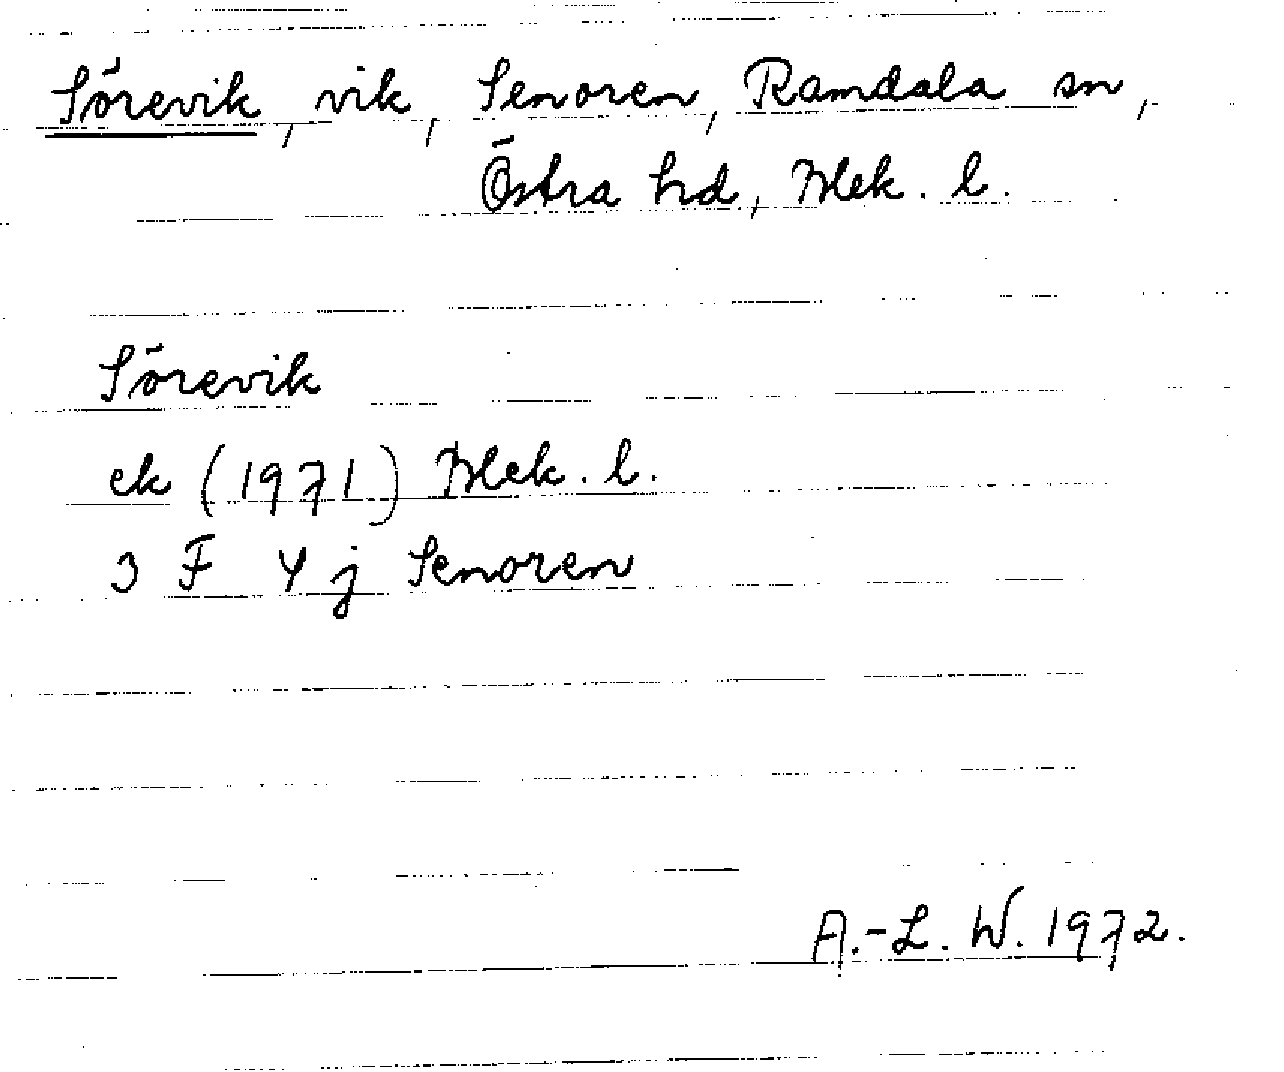 Sörevik, vik, Senoren, Ramdala sn,
Östra hd, Blek. l.
Sörevik
ek (1971) Blek. l.
3 F 4 j Senoren
A.-L. W. 1972.